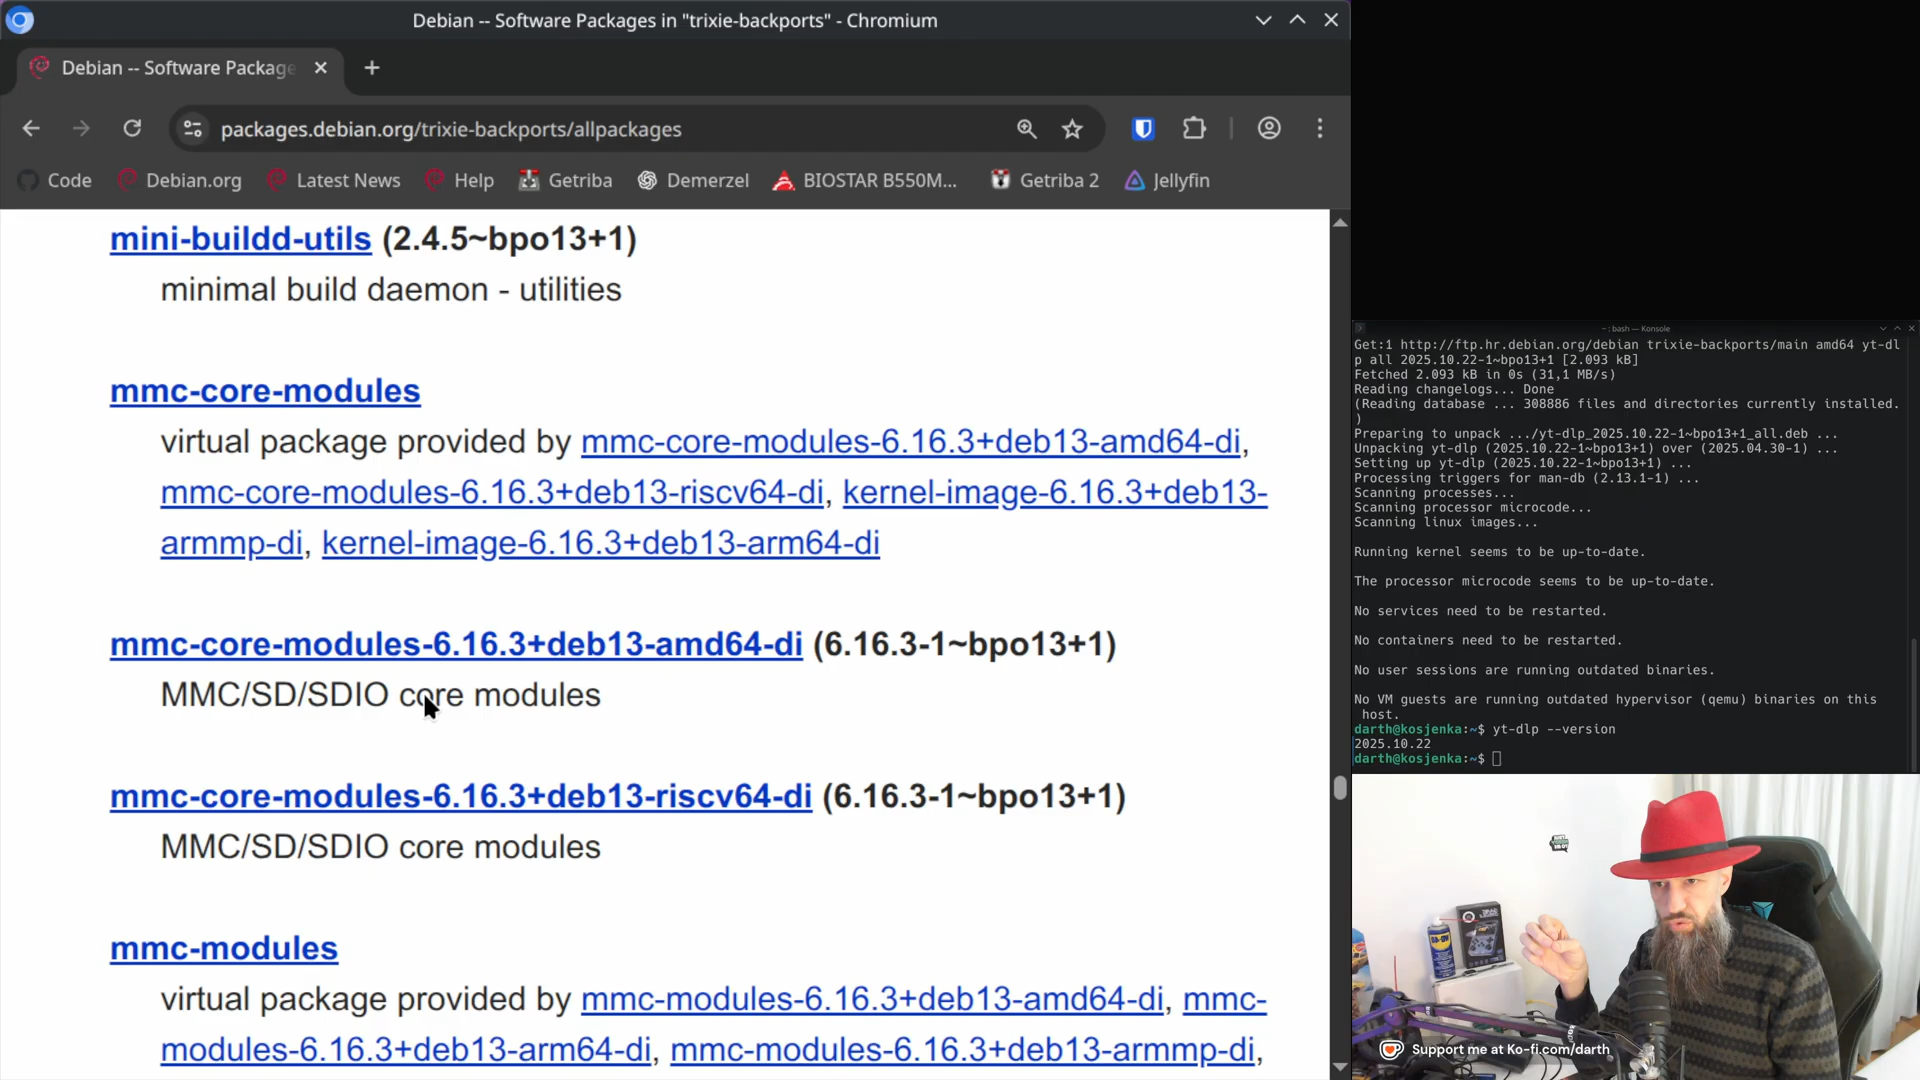 Debian -- Software Packages in "trixie-backports" - Chromium
Debian -- Software Package
packages.debian.org/trixie-backports/allpackages
Code
Debian.org
Latest News
Help
Getriba
Demerzel
BIOSTAR B550M...
Getriba 2
Jellyfin
mini-buildd-utils (2.4.5~bpo13+1)
minimal build daemon - utilities
mmc-core-modules
virtual package provided by mmc-core-modules-6.16.3+deb13-amd64-di,
mmc-core-modules-6.16.3+deb13-riscv64-di, kernel-image-6.16.3+deb13-
armmp-di, kernel-image-6.16.3+deb13-arm64-di
mmc-core-modules-6.16.3+deb13-amd64-di (6.16.3-1~bpo13+1)
MMC/SD/SDIO core modules
mmc-core-modules-6.16.3+deb13-riscv64-di (6.16.3-1~bpo13+1)
MMC/SD/SDIO core modules
mmc-modules
virtual package provided by mmc-modules-6.16.3+deb13-amd64-di, mmc-
modules-6.16.3+deb13-arm64-di, mmc-modules-6.16.3+deb13-armmp-di,
~ : bash — Konsole
Get:1 http://ftp.hr.debian.org/debian trixie-backports/main amd64 yt-dl
p all 2025.10.22-1~bpo13+1 [2.093 kB]
Fetched 2.093 kB in 0s (31,1 MB/s)
Reading changelogs... Done
(Reading database ... 308886 files and directories currently installed.
)
Preparing to unpack .../yt-dlp_2025.10.22-1~bpo13+1_all.deb ...
Unpacking yt-dlp (2025.10.22-1~bpo13+1) over (2025.04.30-1) ...
Setting up yt-dlp (2025.10.22-1~bpo13+1) ...
Processing triggers for man-db (2.13.1-1) ...
Scanning processes...
Scanning processor microcode...
Scanning linux images...
Running kernel seems to be up-to-date.
The processor microcode seems to be up-to-date.
No services need to be restarted.
No containers need to be restarted.
No user sessions are running outdated binaries.
No VM guests are running outdated hypervisor (qemu) binaries on this
host.
darth@kosjenka:~$ yt-dlp --version
2025.10.22
darth@kosjenka:~$
Support me at Ko-fi.com/darth